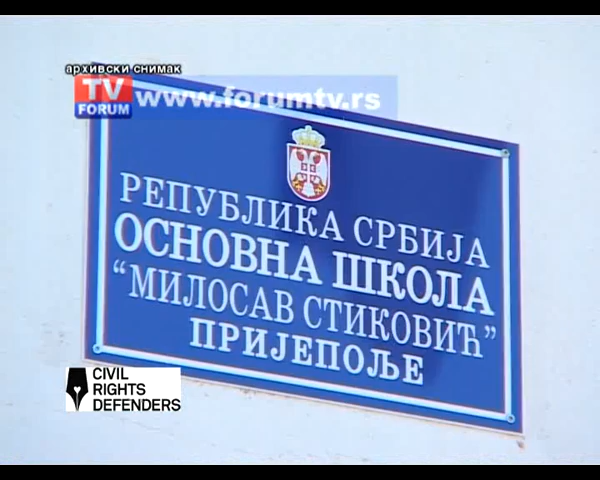 архивски снимак
TV
FORUM
www.forumtv.rs
РЕПУБЛИКА СРБИЈА
ОСНОВНА ШКОЛА
“МИЛОСАВ СТИКОВИЋ”
ПРИЈЕПОЉЕ
CIVIL
RIGHTS
DEFENDERS